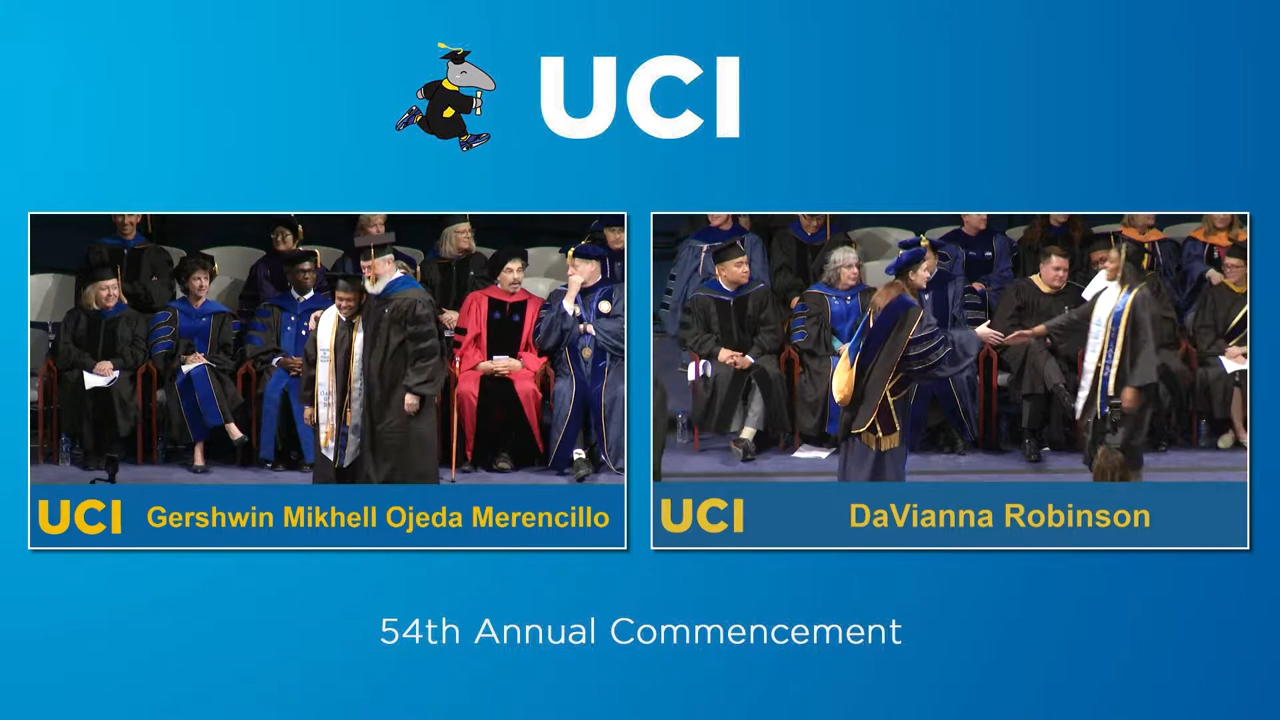 UCI
UCI
Gershwin Mikhell Ojeda Merencillo
UCI
DaVianna Robinson
54th Annual Commencement